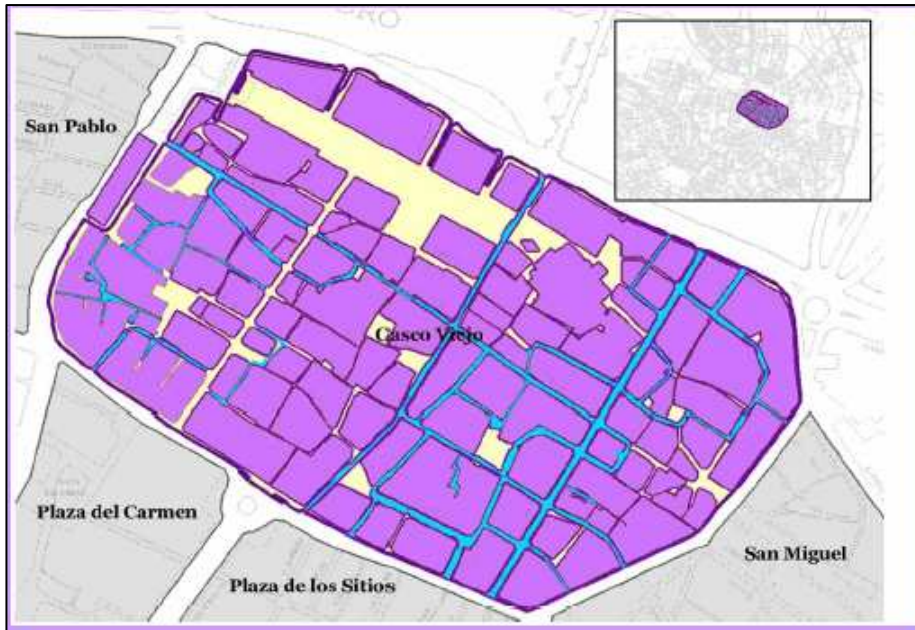 San Pablo
Casco Viejo
Plaza del Carmen
San Miguel
Plaza de los Sitios